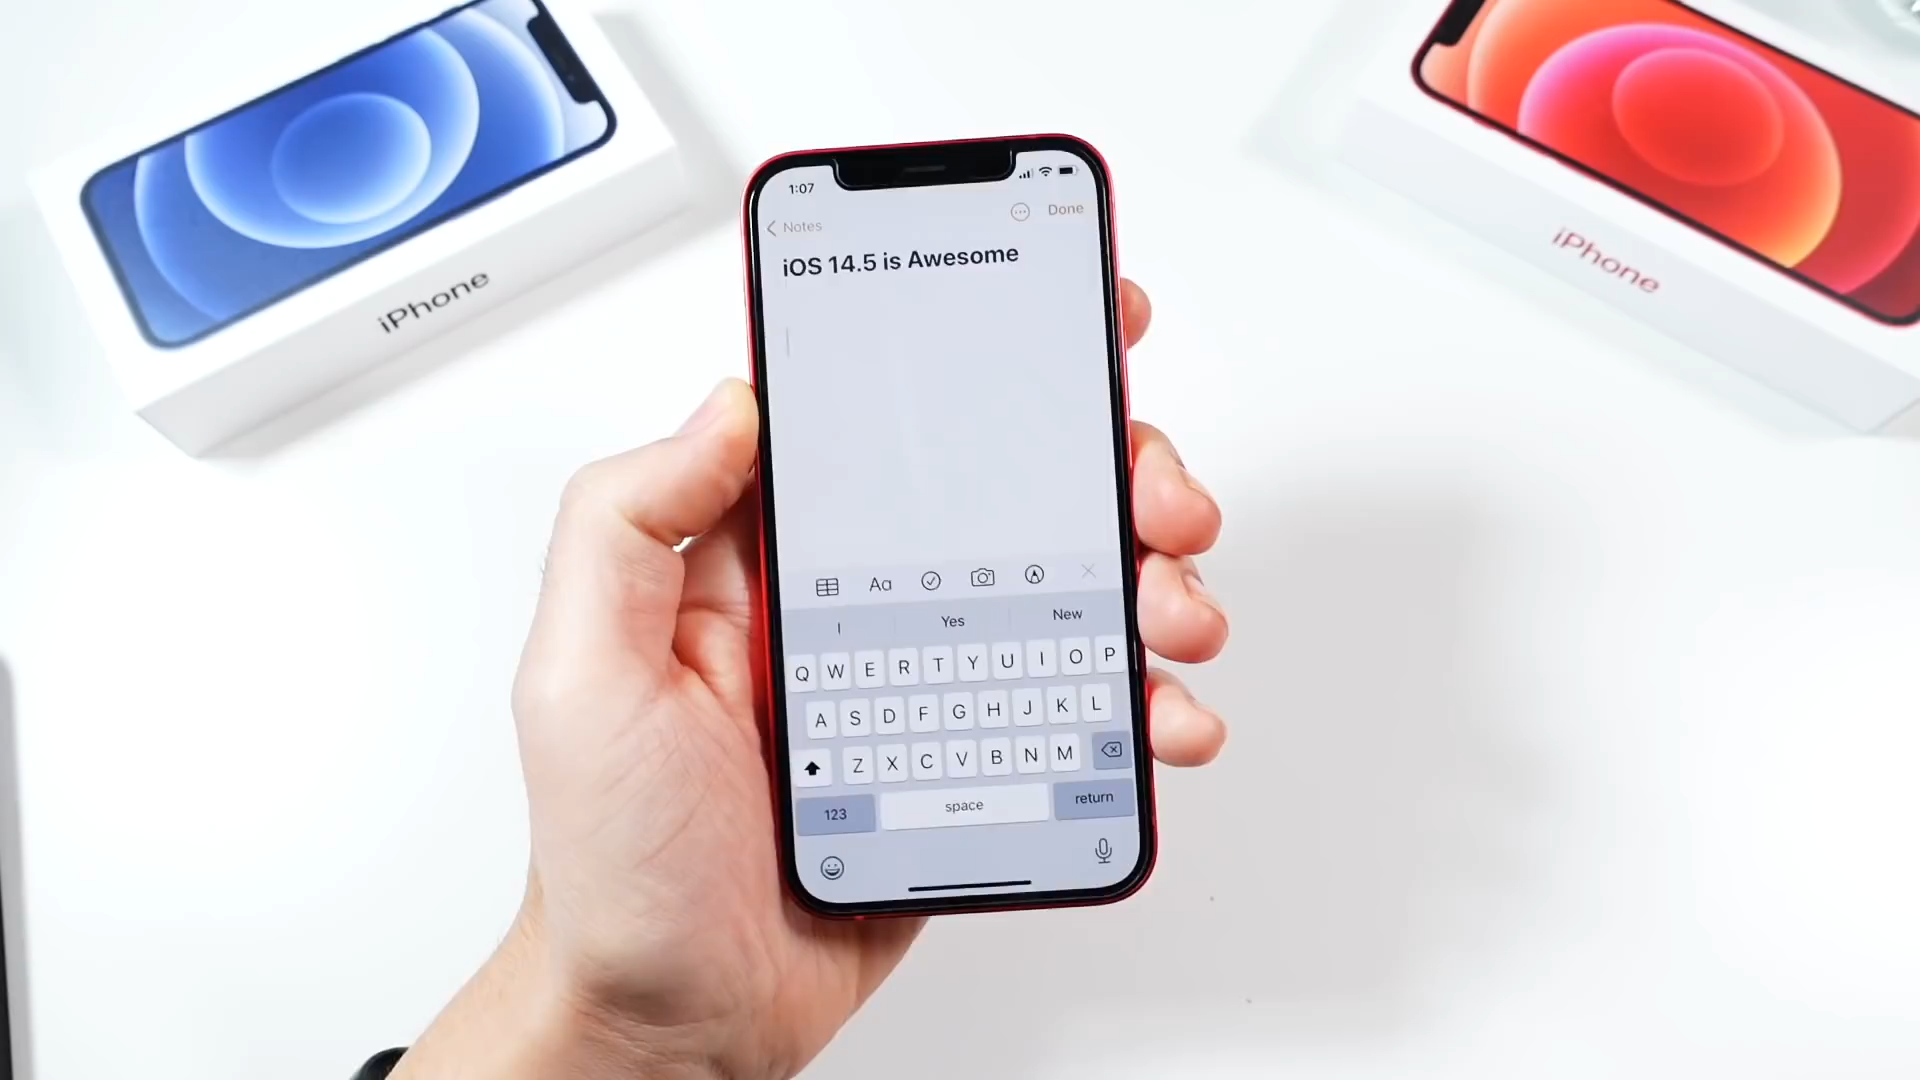 iPhone
iPhone
1:07
Notes
Done
iOS 14.5 is Awesome
Aa
I Yes New
Q W E R T Y U I O P
A S D F G H J K L
Z X C V B N M
123 space return